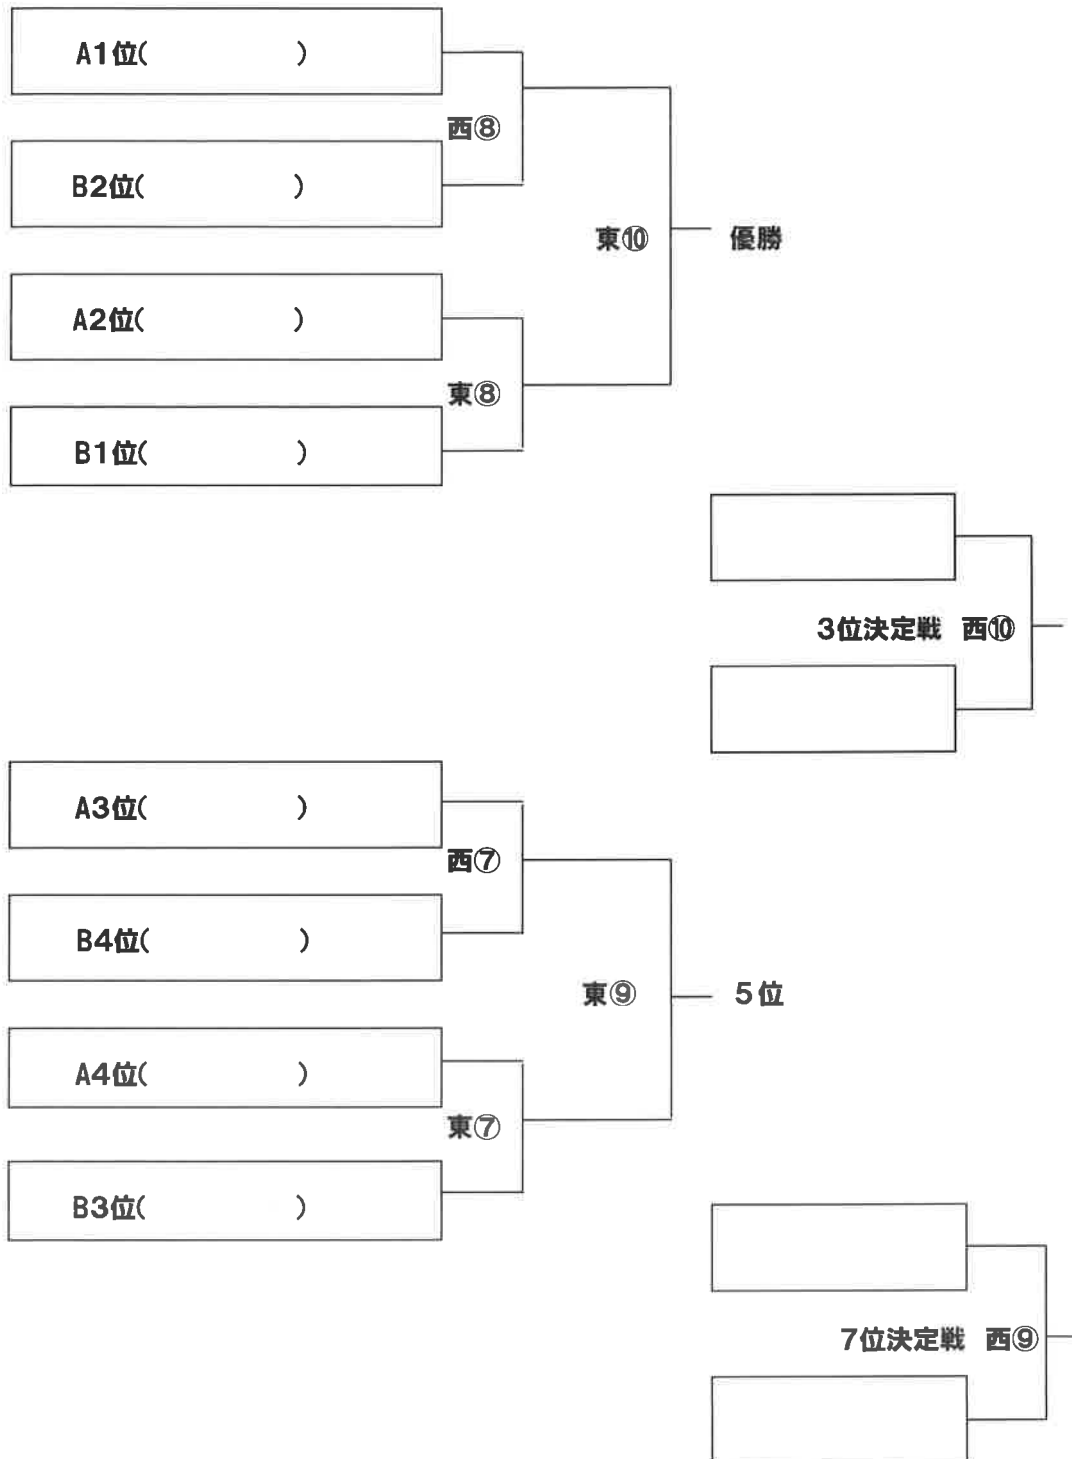 A1位(　　　　　)
西⑧
B2位(　　　　　)
東⑩　優勝
A2位(　　　　　)
東⑧
B1位(　　　　　)
3位決定戦　西⑩
A3位(　　　　　)
西⑦
B4位(　　　　　)
東⑨　5位
A4位(　　　　　)
東⑦
B3位(　　　　　)
7位決定戦　西⑨